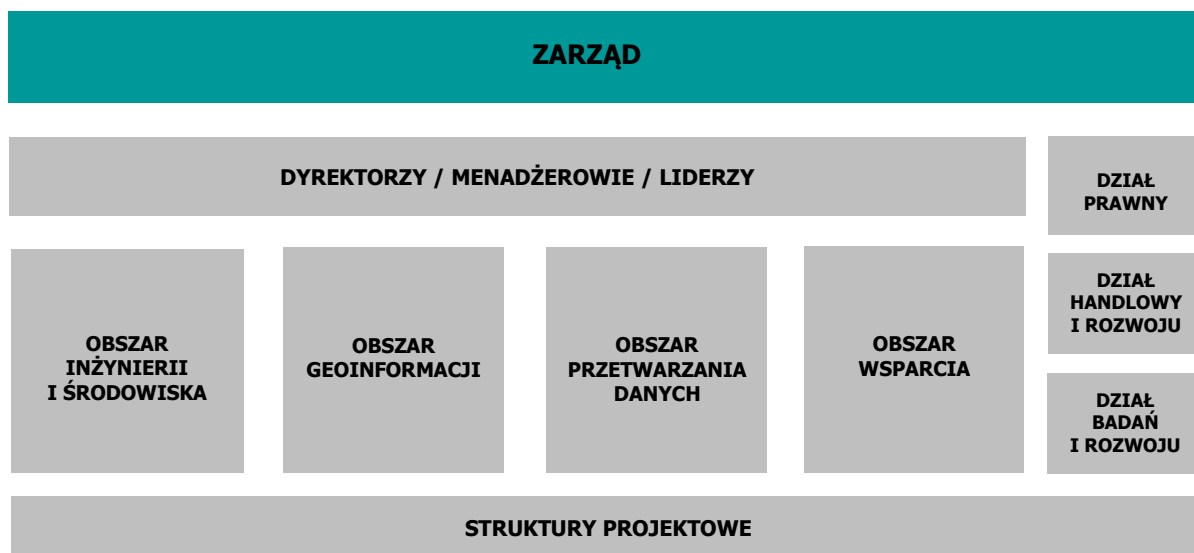 ZARZĄD
DYREKTORZY / MENADŻEROWIE / LIDERZY
DZIAŁ
PRAWNY
OBSZAR
INŻYNIERII
I ŚRODOWISKA
OBSZAR
GEOINFORMACJI
OBSZAR
PRZETWARZANIA
DANYCH
OBSZAR
WSPARCIA
DZIAŁ
HANDLOWY
I ROZWOJU
DZIAŁ
BADAŃ
I ROZWOJU
STRUKTURY PROJEKTOWE